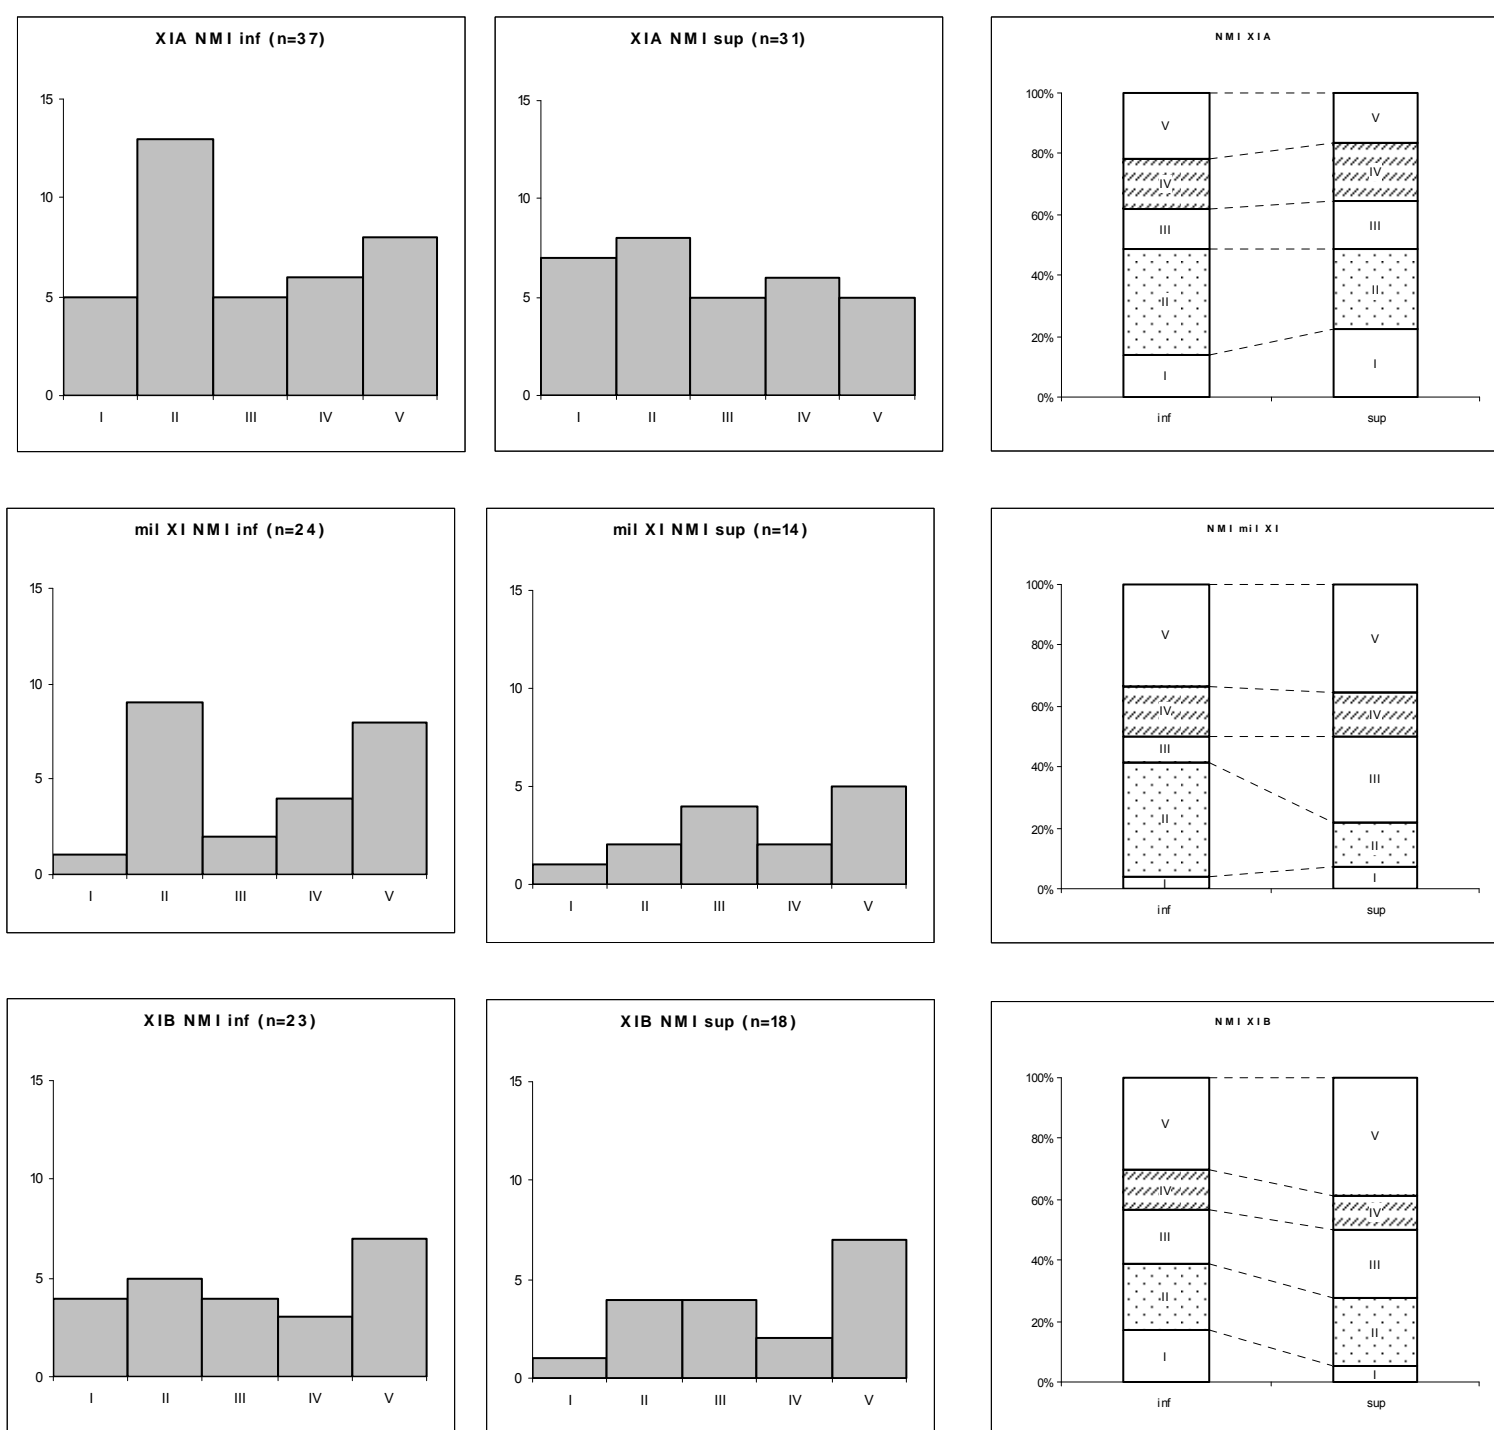 XIA NMI inf (n=37)
15
10
5
0
I II III IV V
XIA NMI sup (n=31)
15
10
5
0
I II III IV V
NMI XIA
100%
80%
60%
40%
20%
0%
V
IV
III
II
I
V
IV
III
II
I
inf sup
mil XI NMI inf (n=24)
15
10
5
0
I II III IV V
mil XI NMI sup (n=14)
15
10
5
0
I II III IV V
NMI mil XI
100%
80%
60%
40%
20%
0%
V
IV
III
II
I
V
IV
III
II
I
inf sup
XIB NMI inf (n=23)
15
10
5
0
I II III IV V
XIB NMI sup (n=18)
15
10
5
0
I II III IV V
NMI XIB
100%
80%
60%
40%
20%
0%
V
IV
III
II
I
V
IV
III
II
I
inf sup